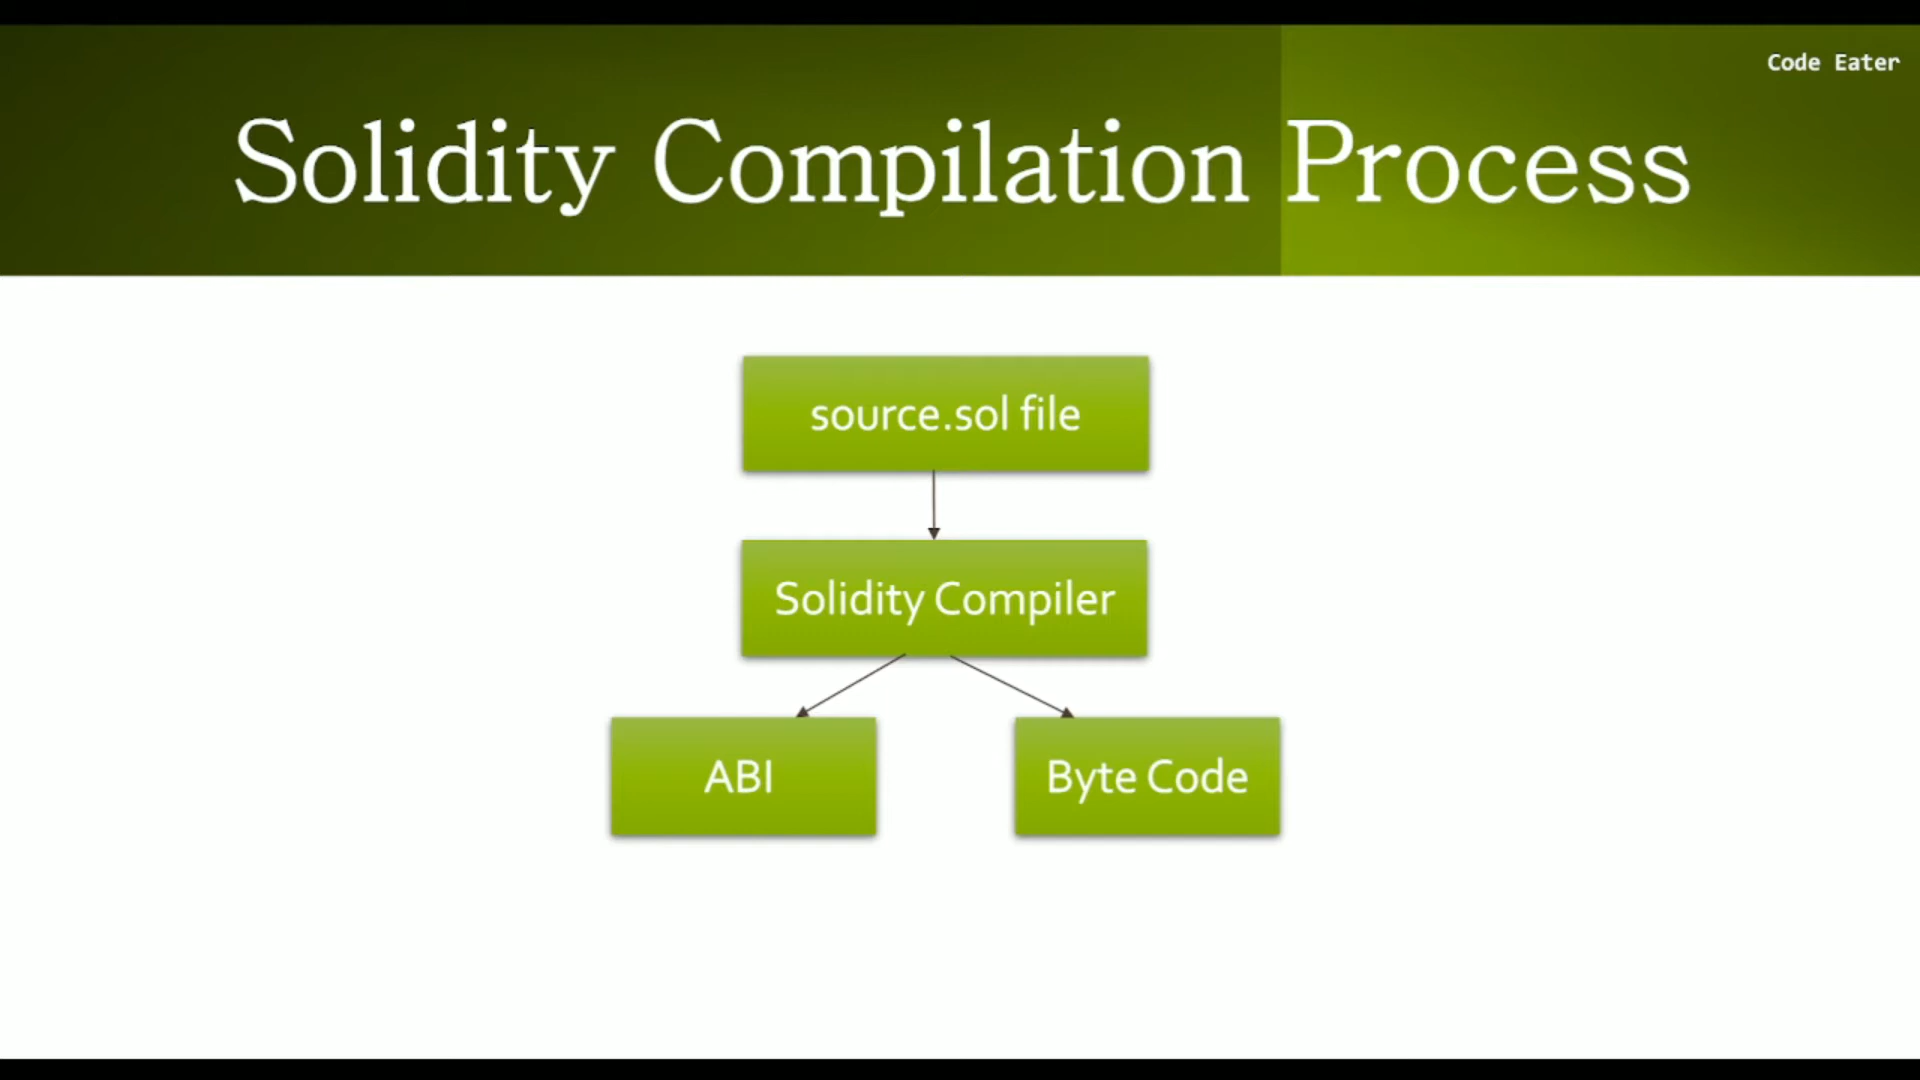 Code Eater
Solidity Compilation Process
source.sol file
Solidity Compiler
ABI
Byte Code